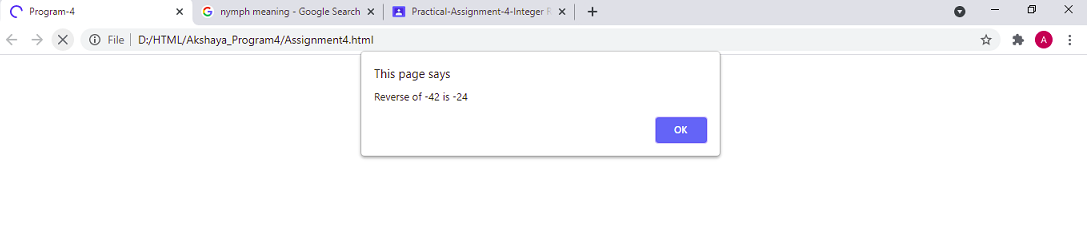 Program-4
nymph meaning - Google Search
Practical-Assignment-4-Integer R
File
D:/HTML/Akshaya_Program4/Assignment4.html
A
This page says
Reverse of -42 is -24
OK